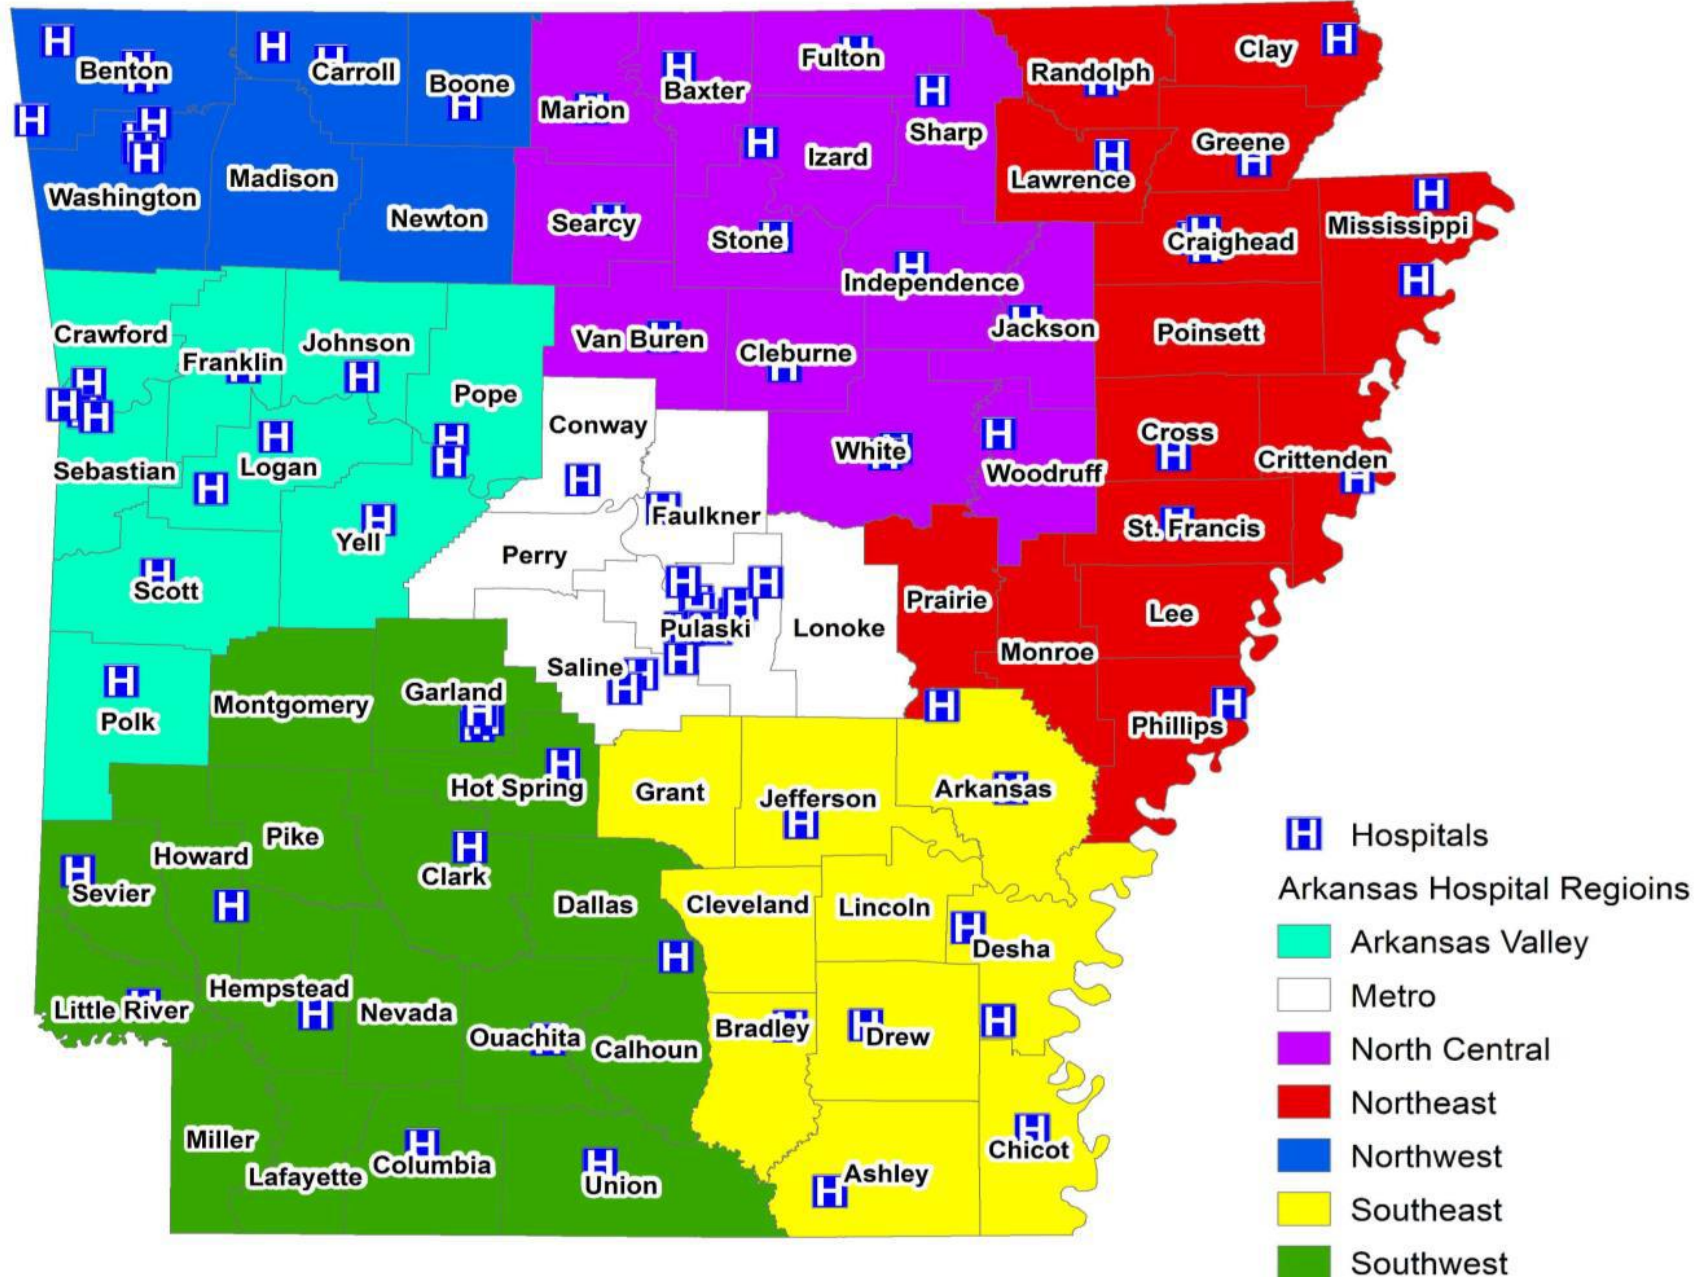 Benton
Carroll
Boone
Marion
Baxter
Fulton
Sharp
Randolph
Clay
Greene
Lawrence
Izard
Washington
Madison
Newton
Searcy
Stone
Independence
Craighead
Mississippi
Crawford
Franklin
Johnson
Pope
Van Buren
Cleburne
Jackson
Poinsett
Conway
White
Woodruff
Cross
Crittenden
Sebastian
Logan
Yell
Faulkner
St. Francis
Perry
Scott
Prairie
Lee
Pulaski
Lonoke
Monroe
Saline
Polk
Montgomery
Garland
Phillips
Hot Spring
Grant
Jefferson
Arkansas
Howard
Pike
Sevier
Clark
Dallas
Cleveland
Lincoln
Desha
Little River
Hempstead
Nevada
Ouachita
Calhoun
Bradley
Drew
Miller
Lafayette
Columbia
Union
Ashley
Chicot
H Hospitals
Arkansas Hospital Regioins
Arkansas Valley
Metro
North Central
Northeast
Northwest
Southeast
Southwest